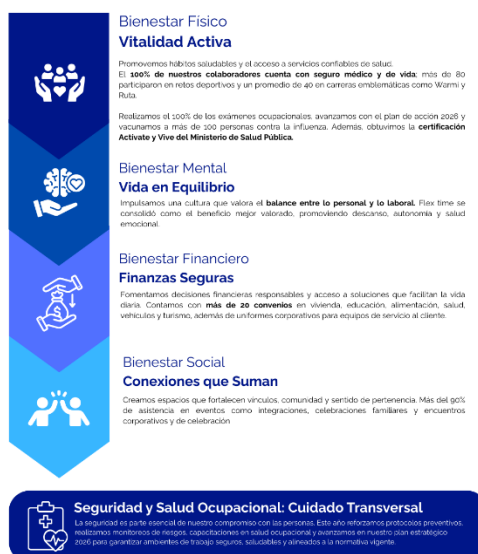 Bienestar Físico
Vitalidad Activa
Promovemos hábitos saludables y el acceso a servicios confiables de salud.
El 100% de nuestros colaboradores cuenta con seguro médico y de vida; más de 80
participaron en retos deportivos y un promedio de 40 en carreras emblemáticas como Warmi y
Ruta.
Realizamos el 100% de los exámenes ocupacionales, avanzamos con el plan de acción 2026 y
vacunamos a más de 100 personas contra la influenza. Además, obtuvimos la certificación
Actívate y Vive del Ministerio de Salud Pública.
Bienestar Mental
Vida en Equilibrio
Impulsamos una cultura que valora el balance entre lo personal y lo laboral. Flex time se
consolidó como el beneficio mejor valorado, promoviendo descanso, autonomía y salud
emocional.
Bienestar Financiero
Finanzas Seguras
Fomentamos decisiones financieras responsables y acceso a soluciones que facilitan la vida
diaria. Contamos con más de 20 convenios en vivienda, educación, alimentación, salud,
vehículos y turismo, además de uniformes corporativos para equipos de servicio al cliente.
Bienestar Social
Conexiones que Suman
Creamos espacios que fortalecen vínculos, comunidad y sentido de pertenencia. Más del 90%
de asistencia en eventos como integraciones, celebraciones familiares y encuentros
corporativos y de celebración
Seguridad y Salud Ocupacional: Cuidado Transversal
La seguridad es parte esencial de nuestro compromiso con las personas. Este año reforzamos protocolos preventivos,
realizamos monitoreos de riesgos, capacitaciones en salud ocupacional y avanzamos en nuestro plan estratégico
2026 para garantizar ambientes de trabajo seguros, saludables y alineados a la normativa vigente.